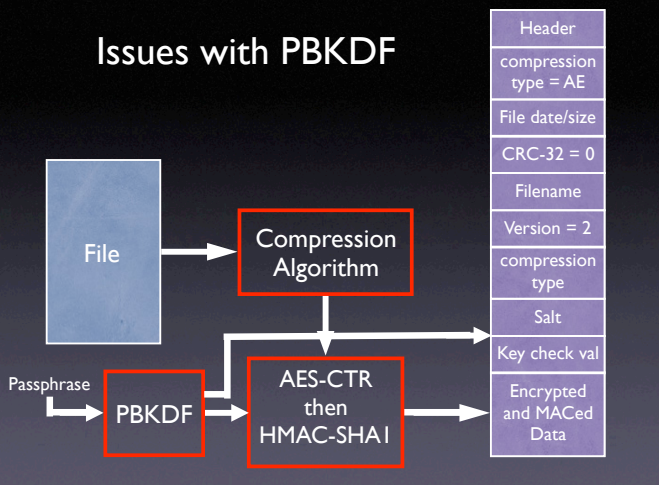 Issues with PBKDF
File
Compression
Algorithm
Passphrase
PBKDF
AES-CTR
then
HMAC-SHA1
Header
compression
type = AE
File date/size
CRC-32 = 0
Filename
Version = 2
compression
type
Salt
Key check val
Encrypted
and MACed
Data